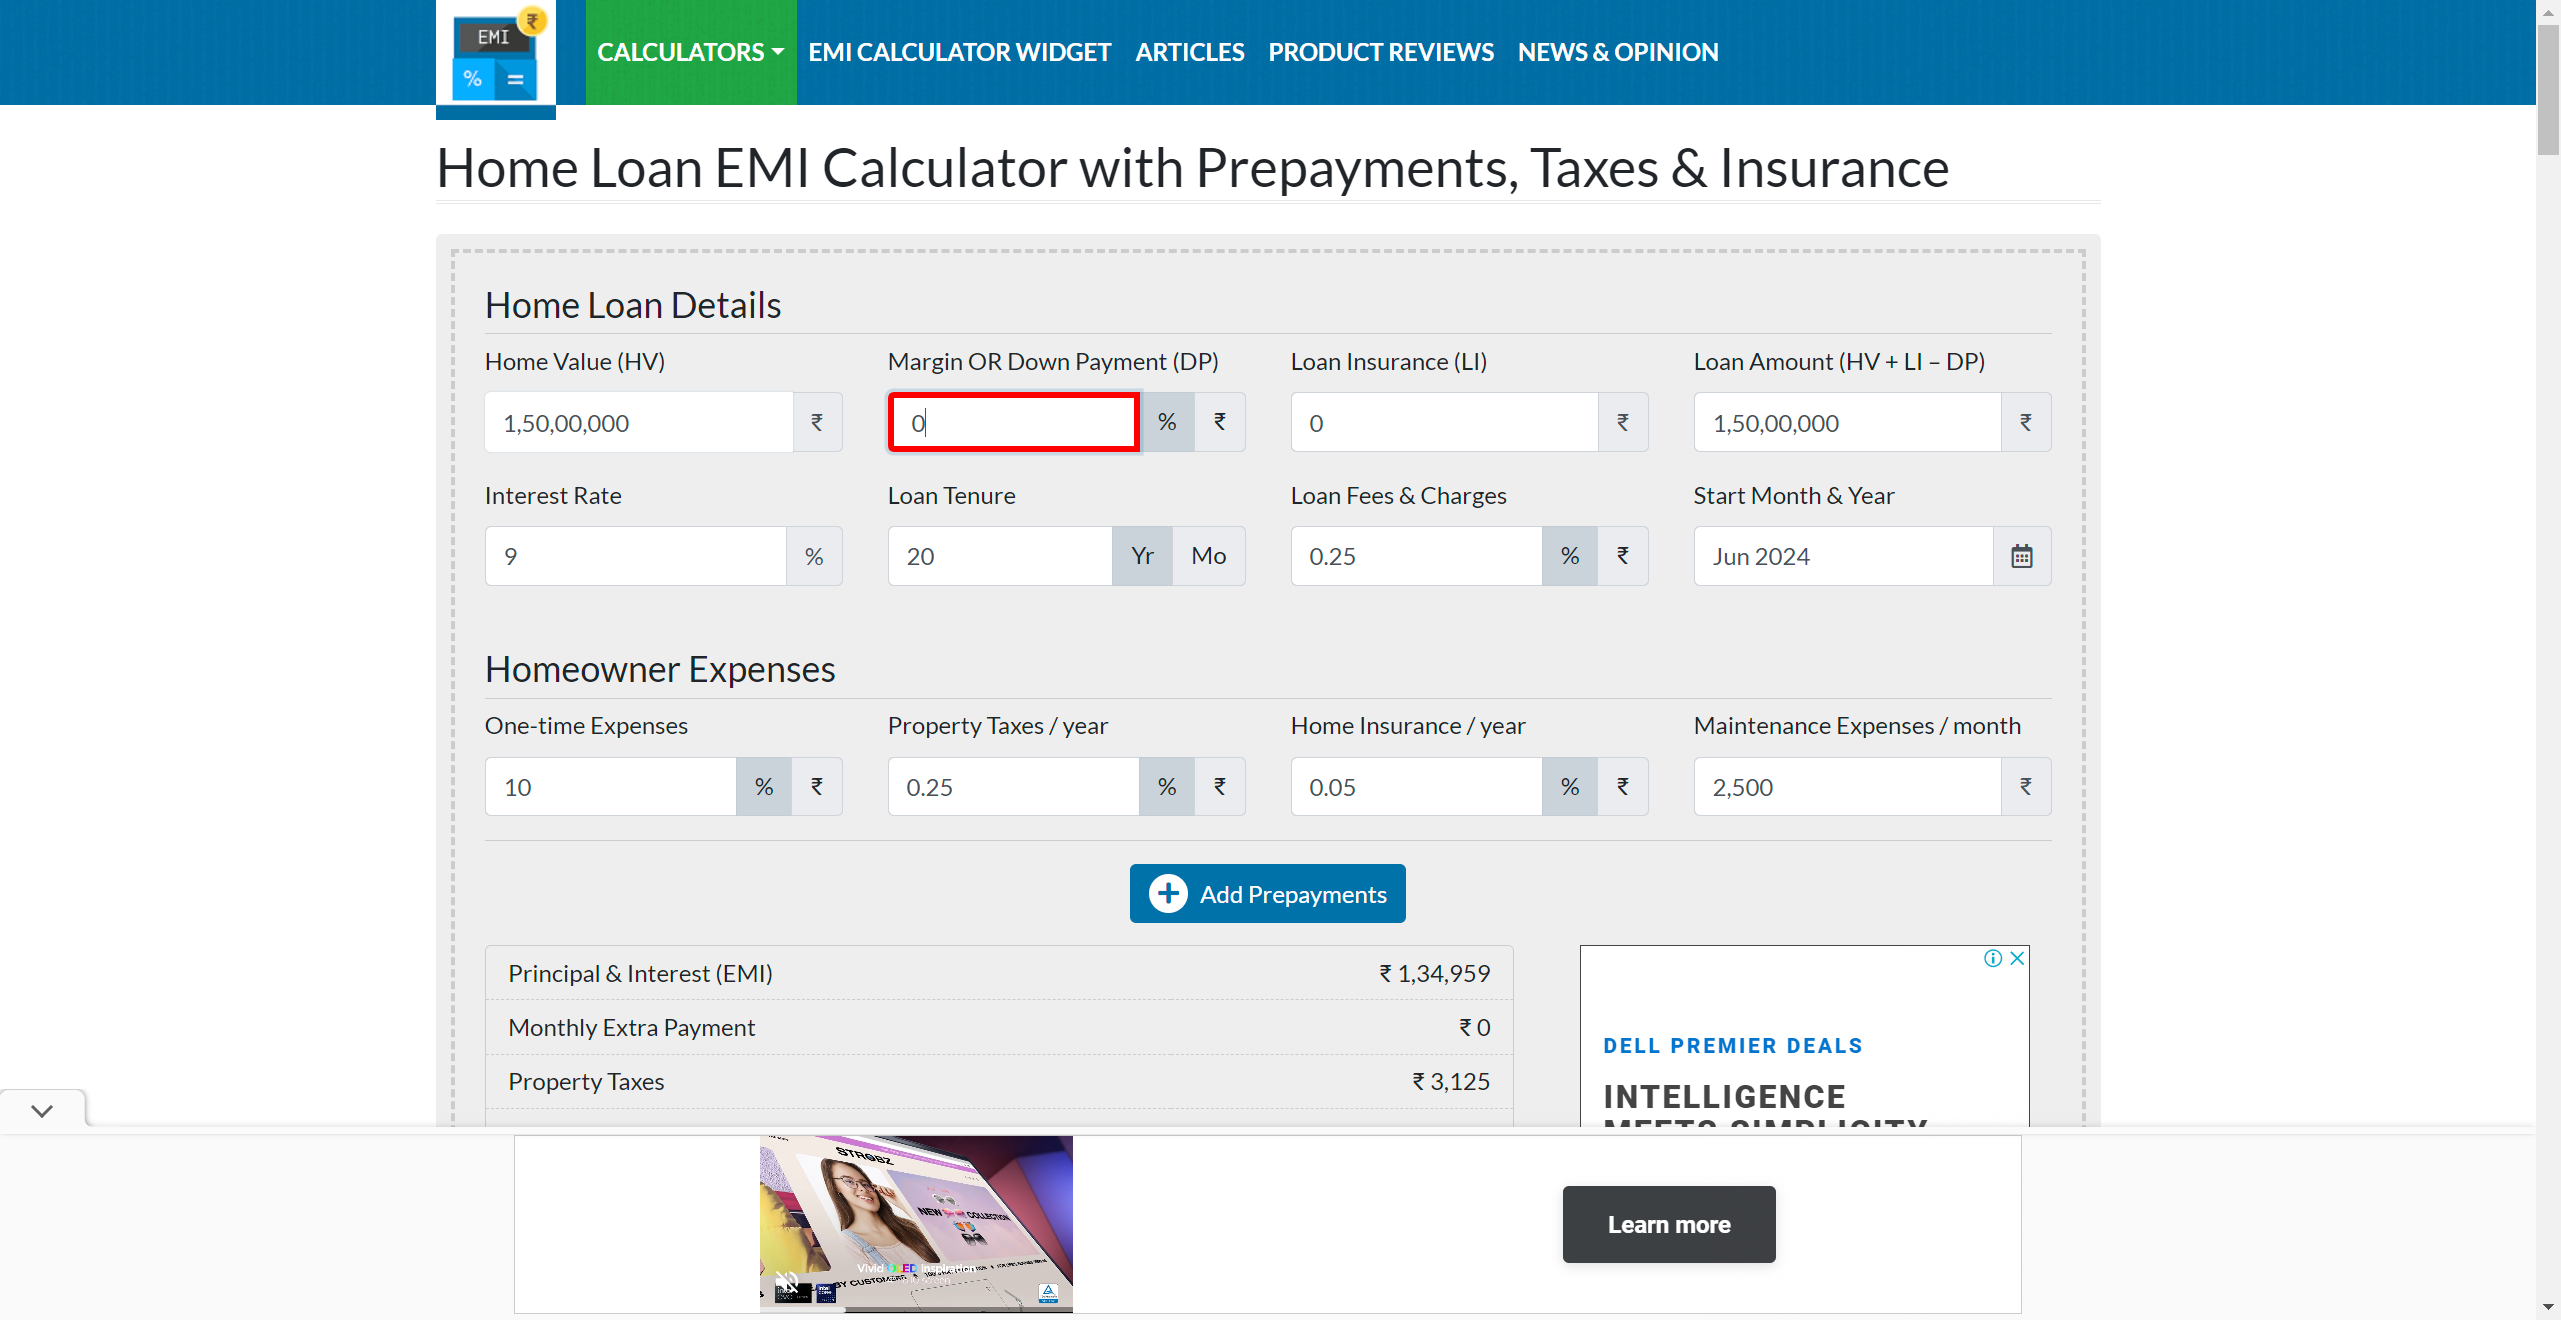 EMI
₹
%
=
CALCULATORS
EMI CALCULATOR WIDGET
ARTICLES
PRODUCT REVIEWS
NEWS & OPINION
Home Loan EMI Calculator with Prepayments, Taxes & Insurance
Home Loan Details
Home Value (HV)
Margin OR Down Payment (DP)
Loan Insurance (LI)
Loan Amount (HV + LI – DP)
1,50,00,000 ₹
0 % ₹
0 ₹
1,50,00,000 ₹
Interest Rate
Loan Tenure
Loan Fees & Charges
Start Month & Year
9 %
20 Yr Mo
0.25 % ₹
Jun 2024
Homeowner Expenses
One-time Expenses
Property Taxes / year
Home Insurance / year
Maintenance Expenses / month
10 % ₹
0.25 % ₹
0.05 % ₹
2,500 ₹
Add Prepayments
Principal & Interest (EMI) ₹ 1,34,959
Monthly Extra Payment ₹ 0
Property Taxes ₹ 3,125
DELL PREMIER DEALS
INTELLIGENCE
MEETS SIMPLICITY
STROBZ
NEW COLLECTION
Vivid OLED Inspiration
BY CUSTOMERS
Learn more